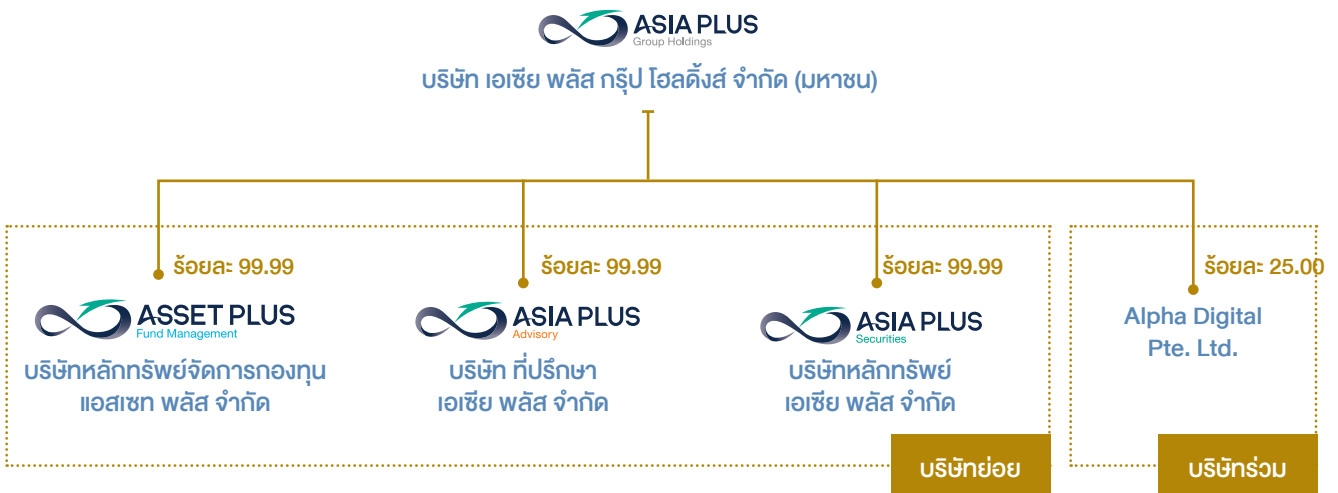 ASIA PLUS
Group Holdings
บริษัท เอเซีย พลัส กรุ๊ป โฮลดิ้งส์ จำกัด (มหาชน)
ร้อยละ 99.99
ASSET PLUS
Fund Management
บริษัทหลักทรัพย์จัดการกองทุน
แอสเซท พลัส จำกัด
ร้อยละ 99.99
ASIA PLUS
Advisory
บริษัท ที่ปรึกษา
เอเซีย พลัส จำกัด
ร้อยละ 99.99
ASIA PLUS
Securities
บริษัทหลักทรัพย์
เอเซีย พลัส จำกัด
บริษัทย่อย
ร้อยละ 25.00
Alpha Digital
Pte. Ltd.
บริษัทร่วม